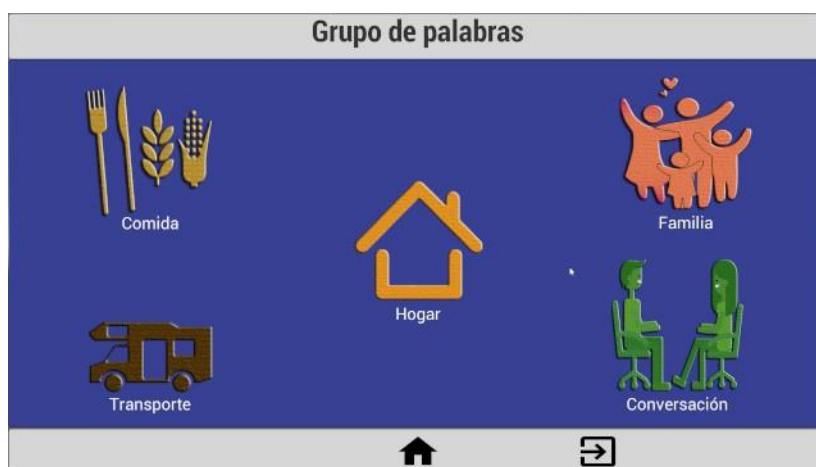 Grupo de palabras
Comida
Familia
Hogar
Transporte
Conversación